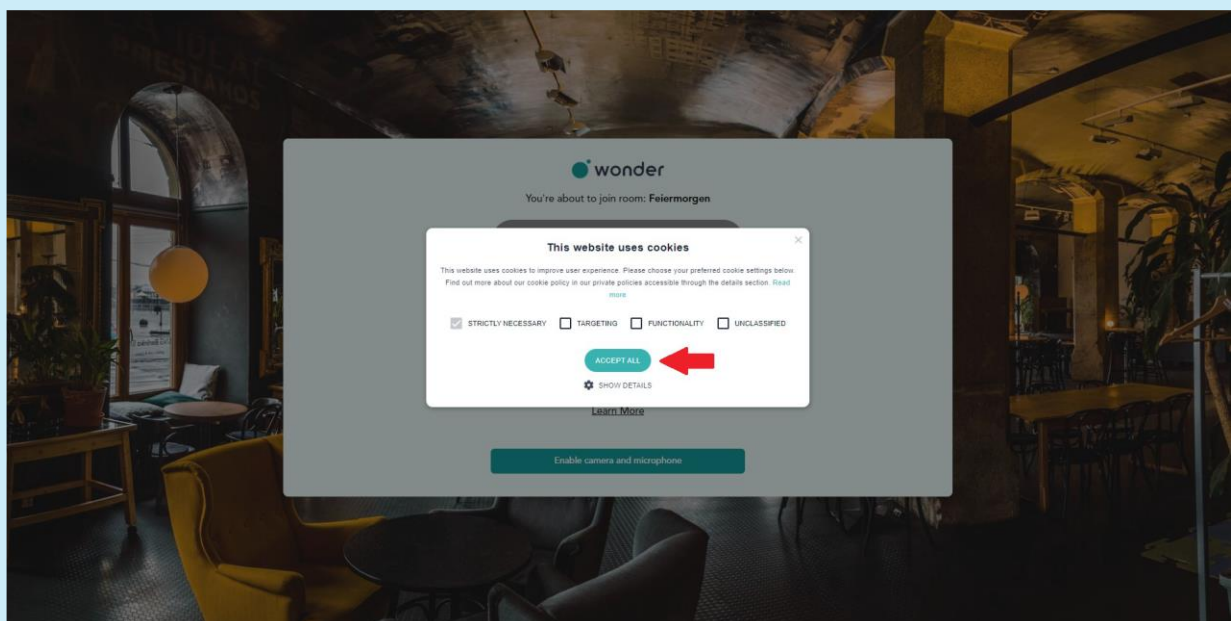 wonder
You're about to join room: Feiermorgen
This website uses cookies
×
This website uses cookies to improve user experience. Please choose your preferred cookie settings below.
Find out more about our cookie policy in our private policies accessible through the details section. Read
more
STRICTLY NECESSARY TARGETING FUNCTIONALITY UNCLASSIFIED
ACCEPT ALL
SHOW DETAILS
Learn More
Enable camera and microphone